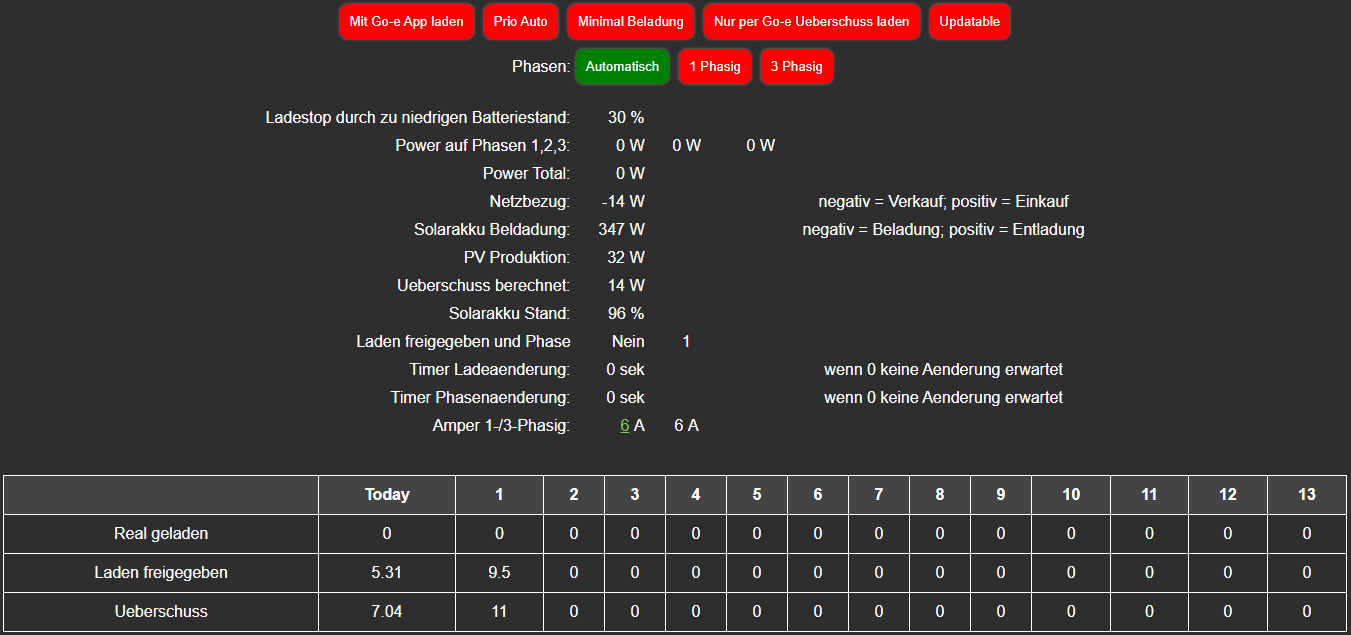 Mit Go-e App laden Prio Auto Minimal Beladung Nur per Go-e Ueberschuss laden Updatable
Phasen: Automatisch 1 Phasig 3 Phasig
Ladestop durch zu niedrigen Batteriestand: 30 %
Power auf Phasen 1,2,3: 0 W 0 W 0 W
Power Total: 0 W
Netzbezug: -14 W negativ = Verkauf; positiv = Einkauf
Solarakku Beldadung: 347 W negativ = Beladung; positiv = Entladung
PV Produktion: 32 W
Ueberschuss berechnet: 14 W
Solarakku Stand: 96 %
Laden freigegeben und Phase Nein 1
Timer Ladeaenderung: 0 sek wenn 0 keine Aenderung erwartet
Timer Phasenaenderung: 0 sek wenn 0 keine Aenderung erwartet
Amper 1-/3-Phasig: 6 A 6 A
Today 1 2 3 4 5 6 7 8 9 10 11 12 13
Real geladen 0 0 0 0 0 0 0 0 0 0 0 0 0 0
Laden freigegeben 5.31 9.5 0 0 0 0 0 0 0 0 0 0 0 0
Ueberschuss 7.04 11 0 0 0 0 0 0 0 0 0 0 0 0